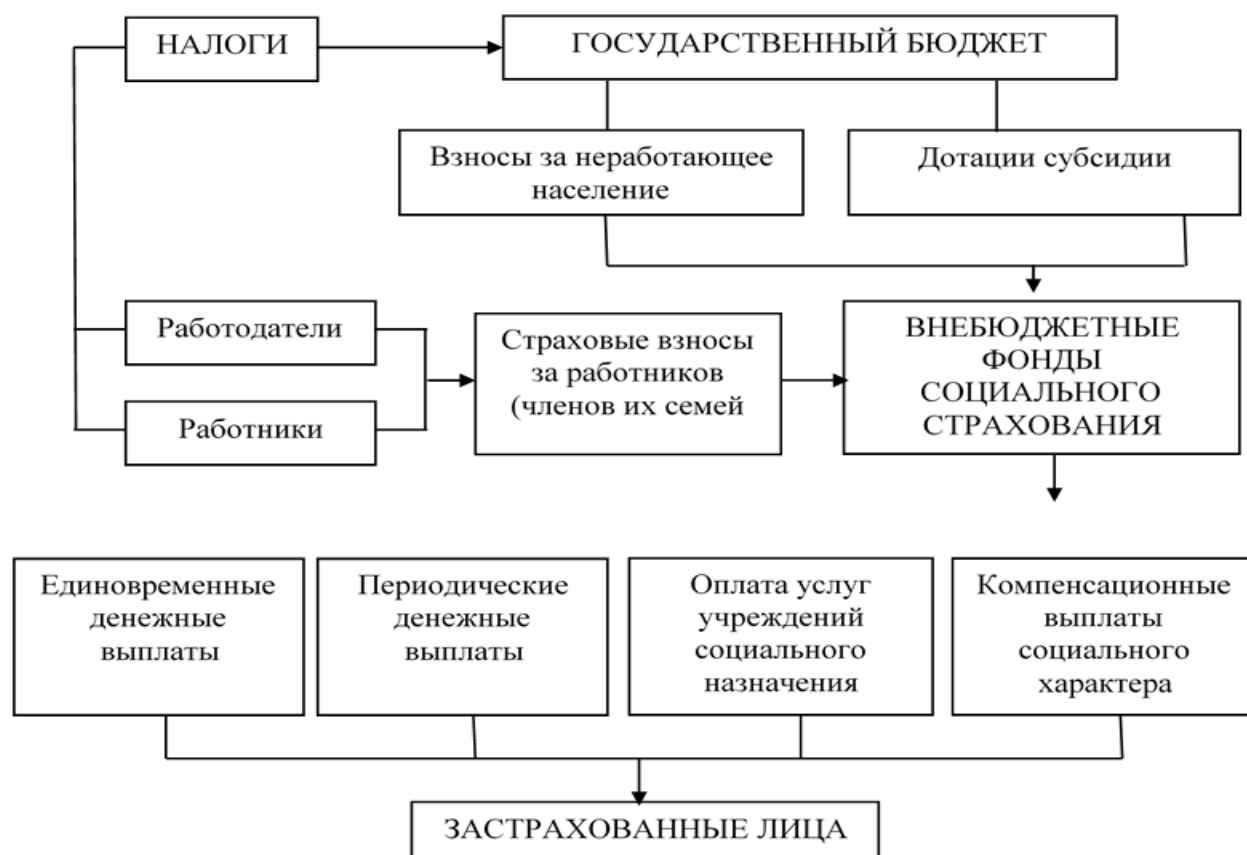 НАЛОГИ
ГОСУДАРСТВЕННЫЙ БЮДЖЕТ
Взносы за неработающее
население
Дотации субсидии
Работодатели
Работники
Страховые взносы
за работников
(членов их семей
ВНЕБЮДЖЕТНЫЕ
ФОНДЫ
СОЦИАЛЬНОГО
СТРАХОВАНИЯ
Единовременные
денежные
выплаты
Периодические
денежные
выплаты
Оплата услуг
учреждений
социального
назначения
Компенсационные
выплаты
социального
характера
ЗАСТРАХОВАННЫЕ ЛИЦА